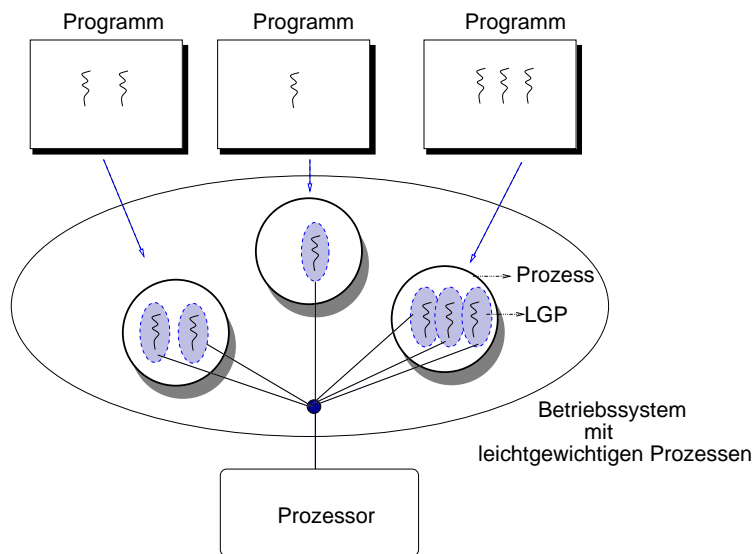 Programm
Programm
Programm
Prozess
LGP
Betriebssystem
mit
leichtgewichtigen Prozessen
Prozessor